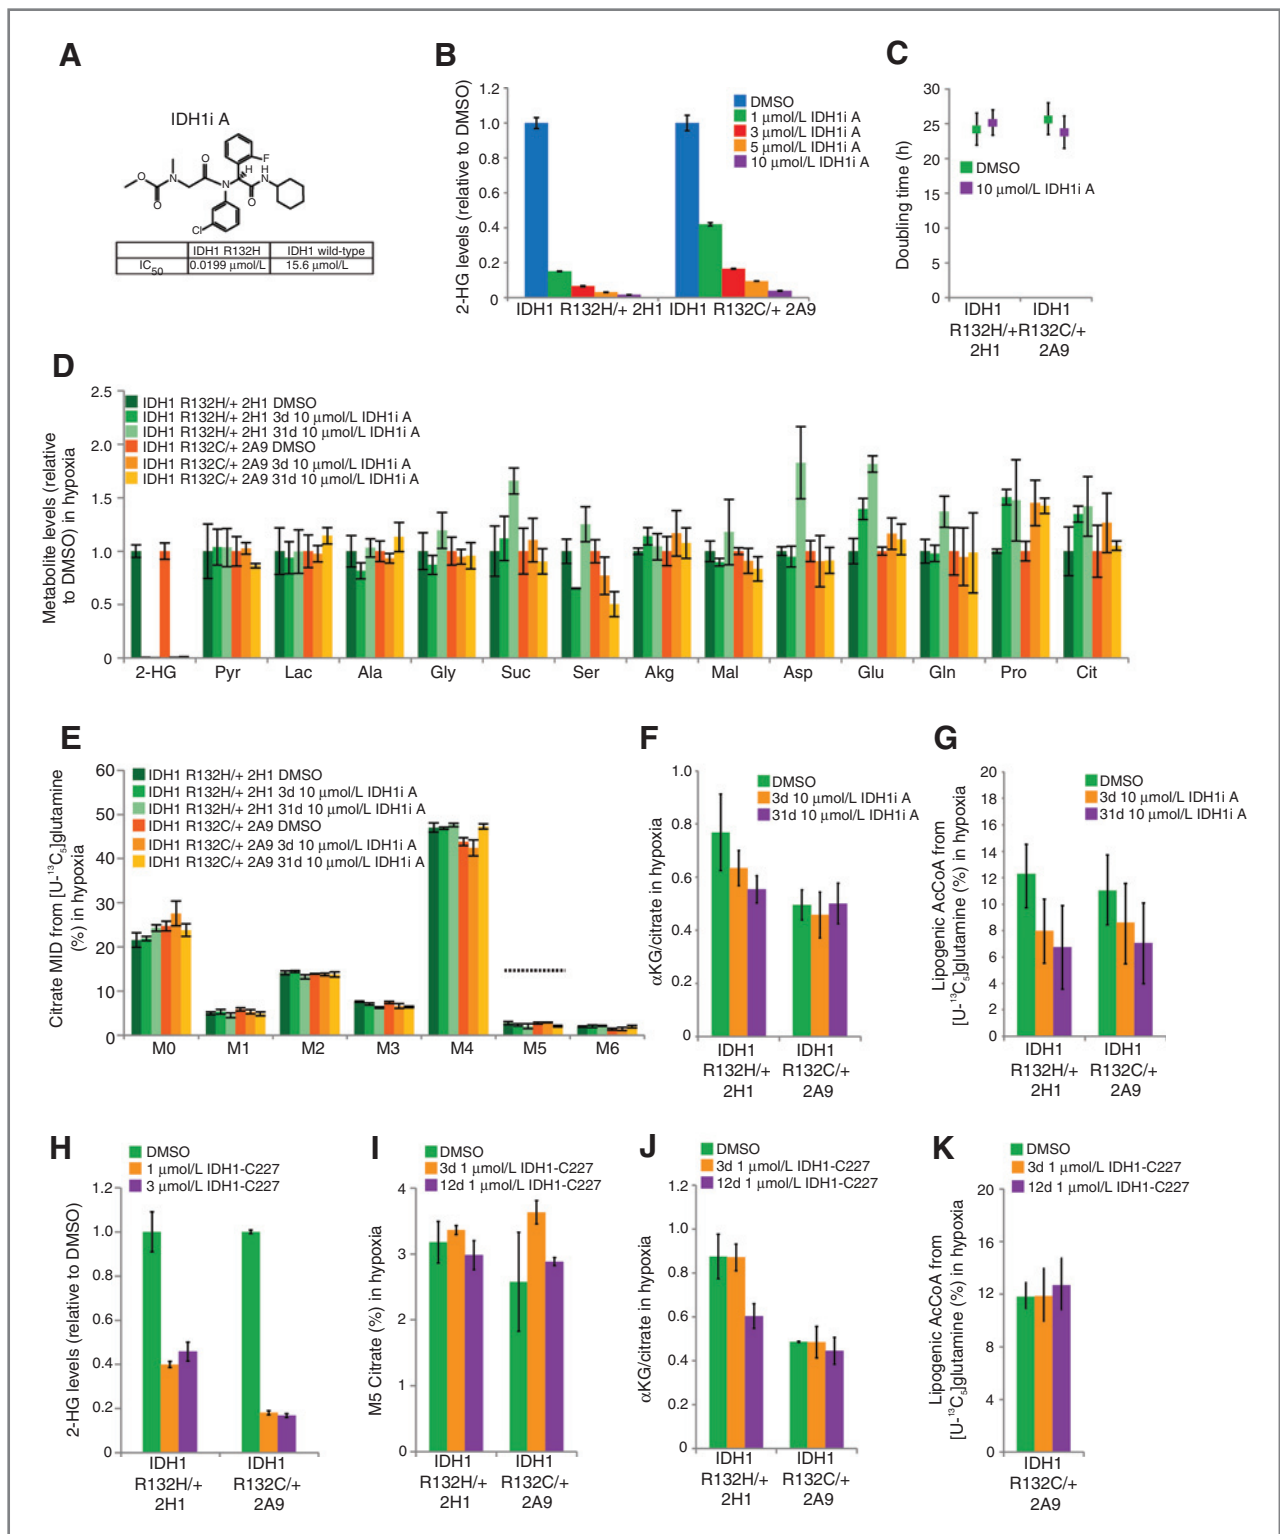 A
IDH1i A
O
N
O
O
O
N
Cl
F
H
H
N
O
IDH1 R132H IDH1 wild-type
IC50 0.0199 µmol/L 15.6 µmol/L
B
2-HG levels (relative to DMSO)
1.2
1.0
0.8
0.6
0.4
0.2
0
DMSO
1 µmol/L IDH1i A
3 µmol/L IDH1i A
5 µmol/L IDH1i A
10 µmol/L IDH1i A
IDH1 R132H/+ 2H1 IDH1 R132C/+ 2A9
C
Doubling time (h)
30
25
20
15
10
5
0
DMSO
10 µmol/L IDH1i A
IDH1 IDH1
R132H/+R132C/+
2H1 2A9
D
Metabolite levels (relative
to DMSO) in hypoxia
2.5
2.0
1.5
1.0
0.5
0
IDH1 R132H/+ 2H1 DMSO
IDH1 R132H/+ 2H1 3d 10 µmol/L IDH1i A
IDH1 R132H/+ 2H1 31d 10 µmol/L IDH1i A
IDH1 R132C/+ 2A9 DMSO
IDH1 R132C/+ 2A9 3d 10 µmol/L IDH1i A
IDH1 R132C/+ 2A9 31d 10 µmol/L IDH1i A
2-HG Pyr Lac Ala Gly Suc Ser Akg Mal Asp Glu Gln Pro Cit
E
Citrate MID from [U-¹³C₅]glutamine
(%) in hypoxia
60
50
40
30
20
10
0
IDH1 R132H/+ 2H1 DMSO
IDH1 R132H/+ 2H1 3d 10 µmol/L IDH1i A
IDH1 R132H/+ 2H1 31d 10 µmol/L IDH1i A
IDH1 R132C/+ 2A9 DMSO
IDH1 R132C/+ 2A9 3d 10 µmol/L IDH1i A
IDH1 R132C/+ 2A9 31d 10 µmol/L IDH1i A
M0 M1 M2 M3 M4 M5 M6
F
αKG/citrate in hypoxia
1.0
0.8
0.6
0.4
0.2
0
DMSO
3d 10 µmol/L IDH1i A
31d 10 µmol/L IDH1i A
IDH1 IDH1
R132H/+ R132C/+
2H1 2A9
G
Lipogenic AcCoA from
[U-¹³C₅]glutamine (%) in hypoxia
20
18
16
14
12
10
8
6
4
2
0
DMSO
3d 10 µmol/L IDH1i A
31d 10 µmol/L IDH1i A
IDH1 IDH1
R132H/+ R132C/+
2H1 2A9
H
2-HG levels (relative to DMSO)
1.2
1.0
0.8
0.6
0.4
0.2
0
DMSO
1 µmol/L IDH1-C227
3 µmol/L IDH1-C227
IDH1 IDH1
R132H/+ R132C/+
2H1 2A9
I
M5 Citrate (%) in hypoxia
4
3
2
1
0
DMSO
3d 1 µmol/L IDH1-C227
12d 1 µmol/L IDH1-C227
IDH1 IDH1
R132H/+ R132C/+
2H1 2A9
J
αKG/citrate in hypoxia
1.2
1.0
0.8
0.6
0.4
0.2
0
DMSO
3d 1 µmol/L IDH1-C227
12d 1 µmol/L IDH1-C227
IDH1 IDH1
R132H/+ R132C/+
2H1 2A9
K
Lipogenic AcCoA from
[U-¹³C₅]glutamine (%) in hypoxia
20
16
12
8
4
0
DMSO
3d 1 µmol/L IDH1-C227
12d 1 µmol/L IDH1-C227
IDH1
R132C/+
2A9